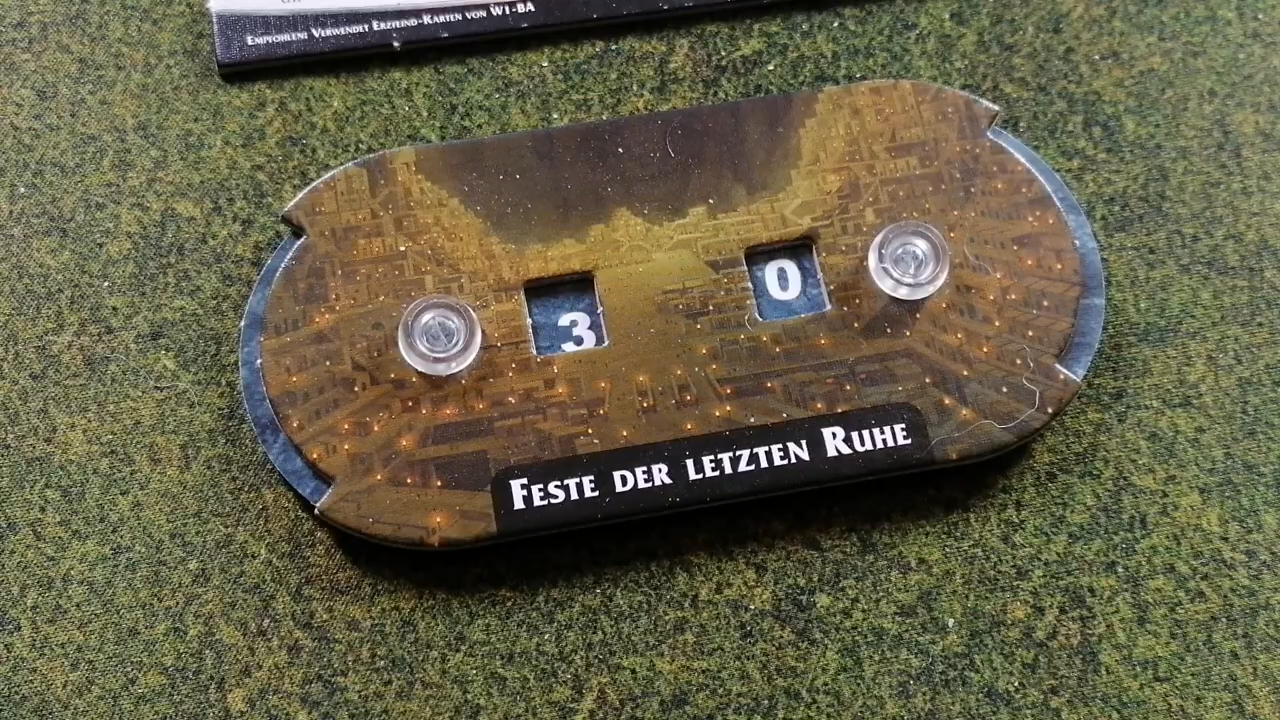 Empfohlen: Verwendet Erzfeind-Karten von W1-BA
3 0
Feste der letzten Ruhe